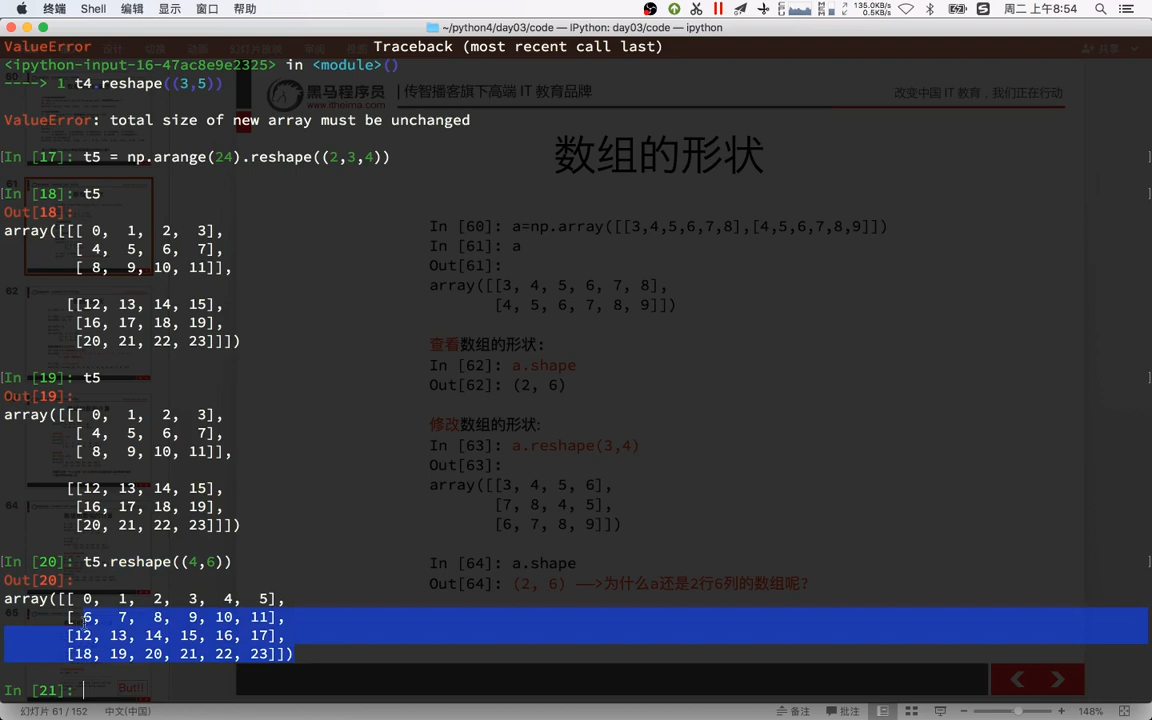 终端 Shell 编辑 显示 窗口 帮助
135.0KB/s
0.5KB/s
周二 上午8:54
~/python4/day03/code — IPython: day03/code — ipython
ValueError                                Traceback (most recent call last)
<ipython-input-16-47ac8e9e2325> in <module>()
----> 1 t4.reshape((3,5))
ValueError: total size of new array must be unchanged
In [17]: t5 = np.arange(24).reshape((2,3,4))
In [18]: t5
Out[18]:
array([[[ 0,  1,  2,  3],
        [ 4,  5,  6,  7],
        [ 8,  9, 10, 11]],
       [[12, 13, 14, 15],
        [16, 17, 18, 19],
        [20, 21, 22, 23]]])
In [19]: t5
Out[19]:
array([[[ 0,  1,  2,  3],
        [ 4,  5,  6,  7],
        [ 8,  9, 10, 11]],
       [[12, 13, 14, 15],
        [16, 17, 18, 19],
        [20, 21, 22, 23]]])
In [20]: t5.reshape((4,6))
Out[20]:
array([[ 0,  1,  2,  3,  4,  5],
       [ 6,  7,  8,  9, 10, 11],
       [12, 13, 14, 15, 16, 17],
       [18, 19, 20, 21, 22, 23]])
In [21]:
共享
黑马程序员
www.itheima.com
传智播客旗下高端 IT 教育品牌
改变中国 IT 教育，我们正在行动
数组的形状
In [60]: a=np.array([[3,4,5,6,7,8],[4,5,6,7,8,9]])
In [61]: a
Out[61]:
array([[3, 4, 5, 6, 7, 8],
       [4, 5, 6, 7, 8, 9]])
查看数组的形状:
In [62]: a.shape
Out[62]: (2, 6)
修改数组的形状:
In [63]: a.reshape(3,4)
Out[63]:
array([[3, 4, 5, 6],
       [7, 8, 4, 5],
       [6, 7, 8, 9]])
In [64]: a.shape
Out[64]: (2, 6) ——>为什么a还是2行6列的数组呢?
60
61
62
64
65
But!!
幻灯片 61 / 152 中文(中国)
备注 批注
148%